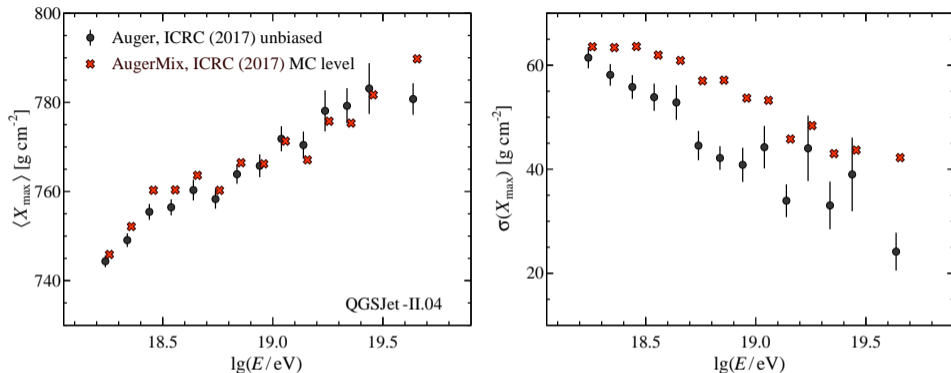 800
780
760
740
⟨X_max⟩ [g cm⁻²]
Auger, ICRC (2017) unbiased
AugerMix, ICRC (2017) MC level
QGSJet-II.04
18.5
19.0
19.5
lg(E/eV)
60
40
20
σ(X_max) [g cm⁻²]
18.5
19.0
19.5
lg(E/eV)